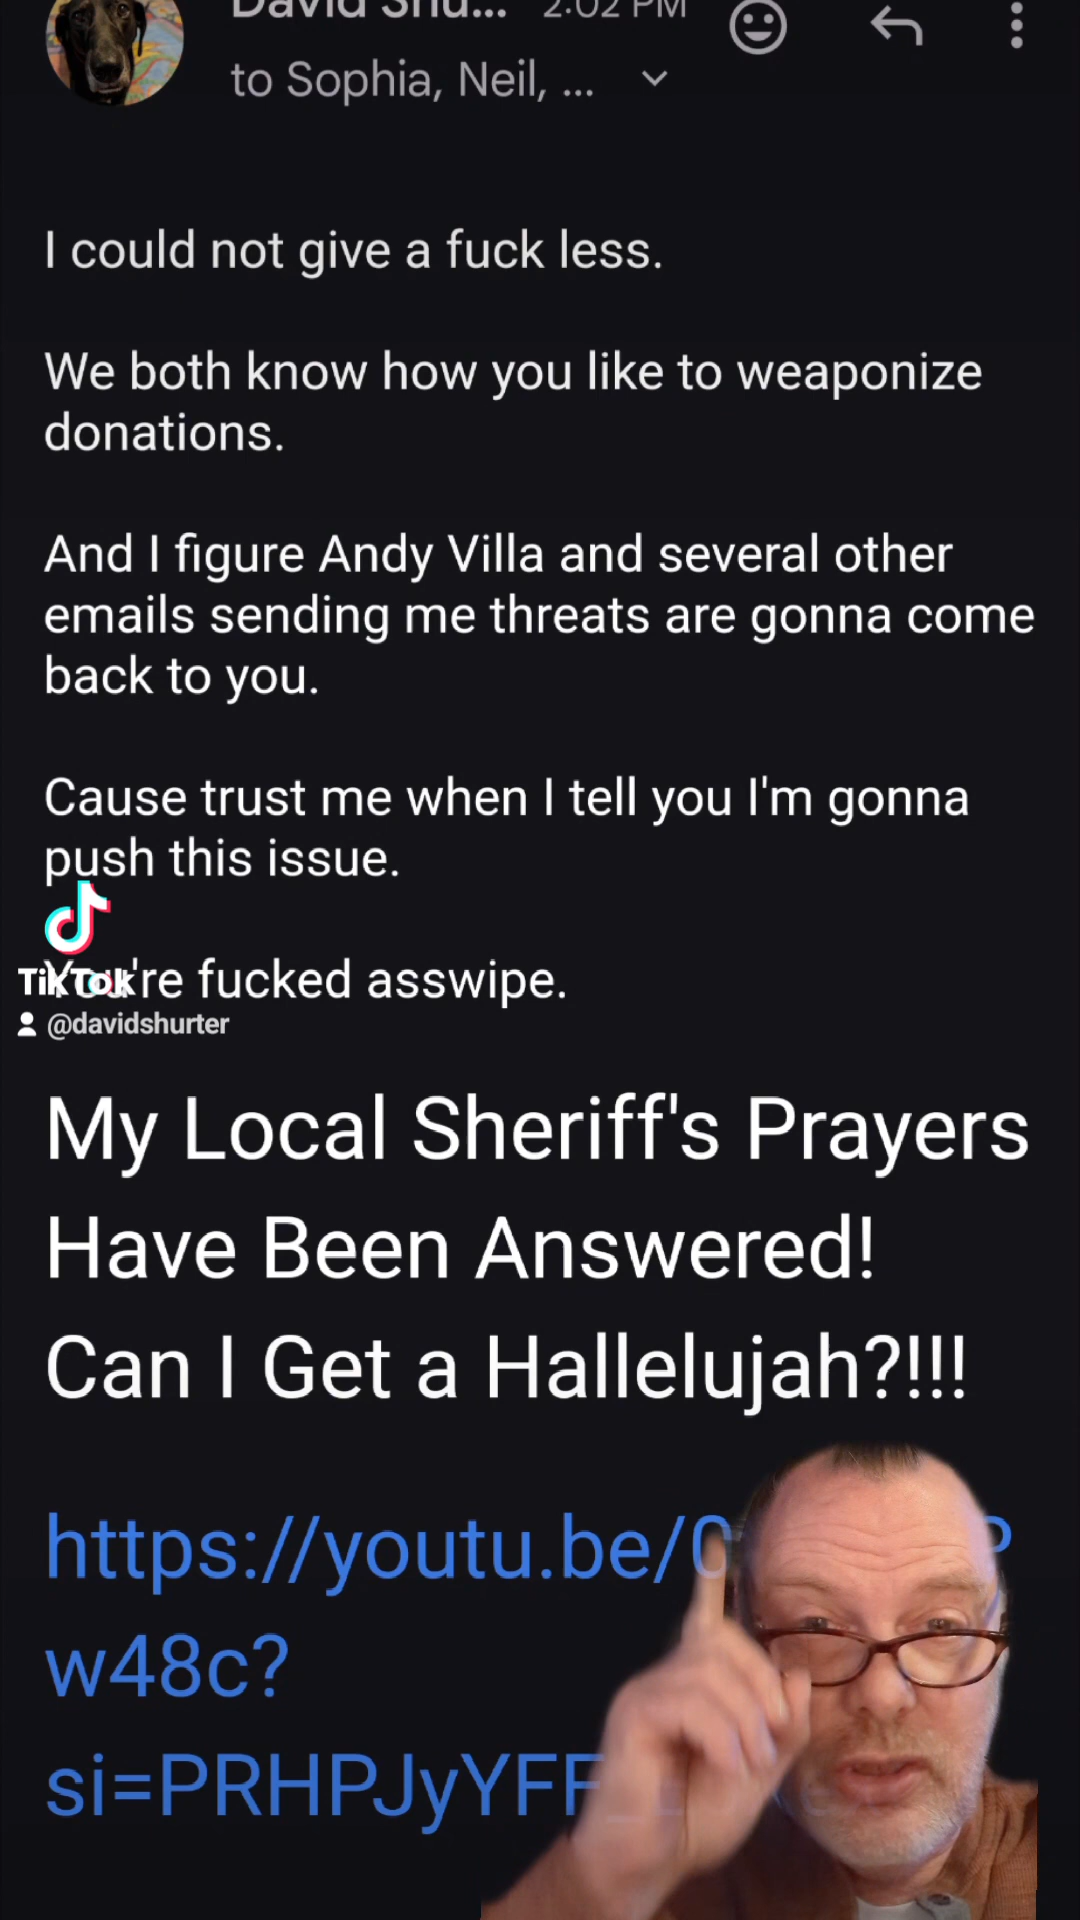 David Shu... 2:02 PM
to Sophia, Neil, ...
I could not give a fuck less.
We both know how you like to weaponize
donations.
And I figure Andy Villa and several other
emails sending me threats are gonna come
back to you.
Cause trust me when I tell you I'm gonna
push this issue.
You're fucked asswipe.
TikTok
@davidshurter
My Local Sheriff's Prayers
Have Been Answered!
Can I Get a Hallelujah?!!!
https://youtu.be/
w48c?
si=PRHPJyYFF